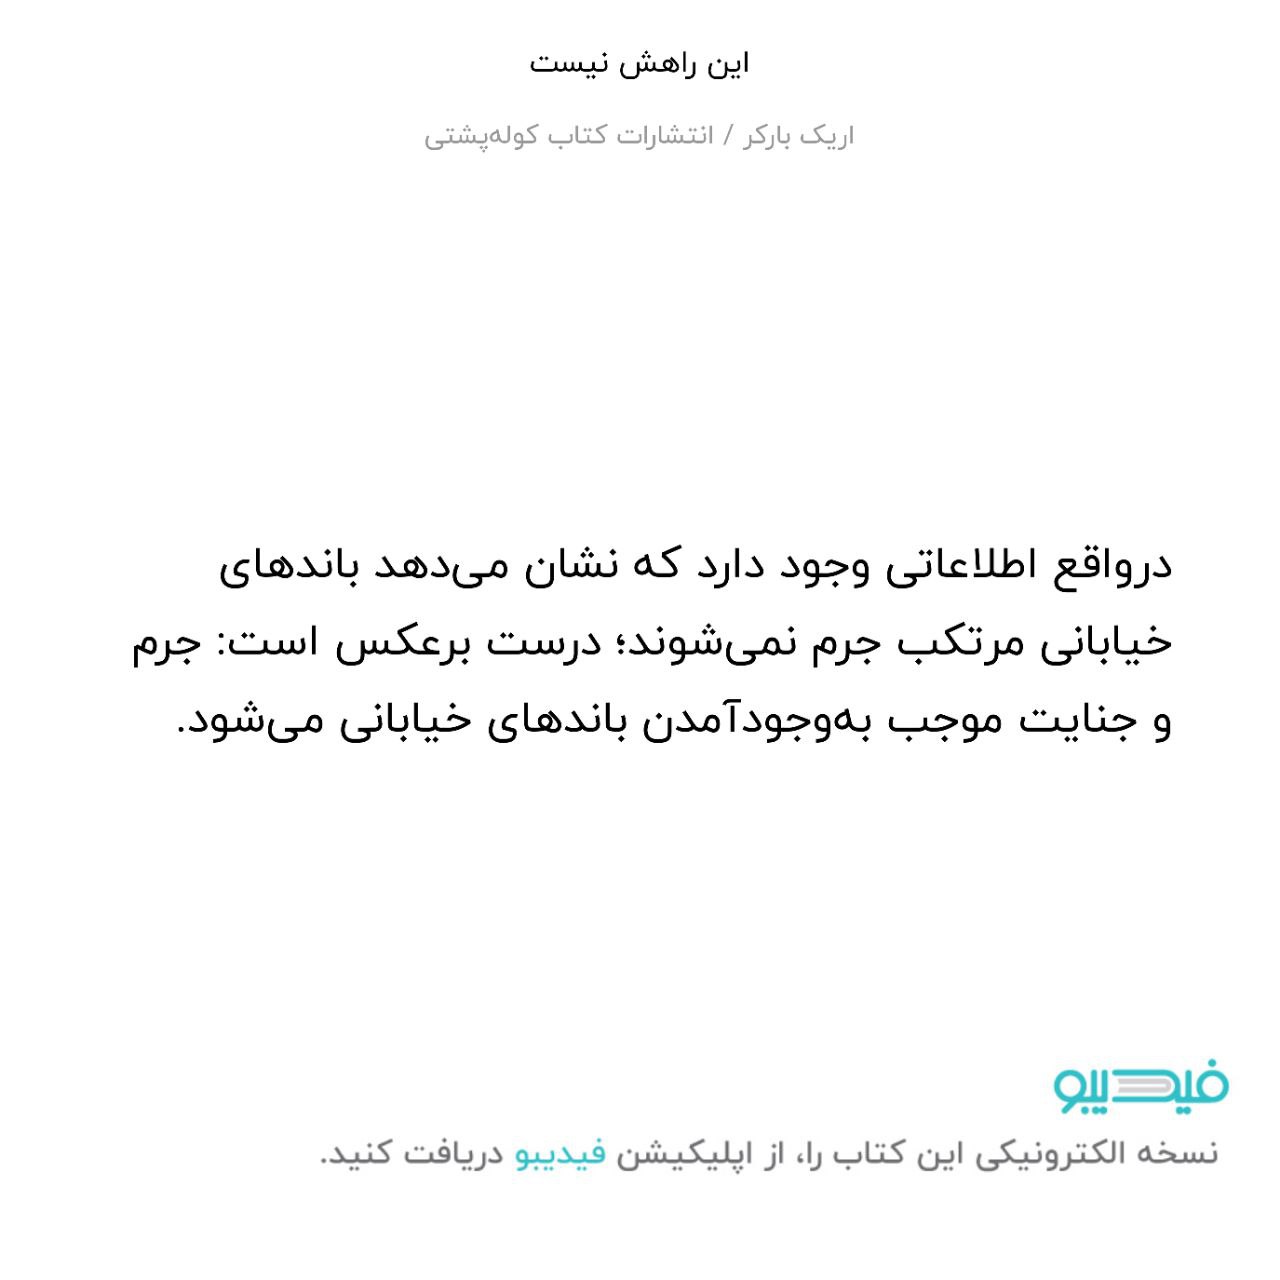 این راهش نیست
اریک بارکر / انتشارات کتاب کوله‌پشتی
درواقع اطلاعاتی وجود دارد که نشان می‌دهد باندهای
خیابانی مرتکب جرم نمی‌شوند؛ درست برعکس است: جرم
و جنایت موجب به‌وجودآمدن باندهای خیابانی می‌شود.
فیدیبو
نسخه الکترونیکی این کتاب را، از اپلیکیشن فیدیبو دریافت کنید.